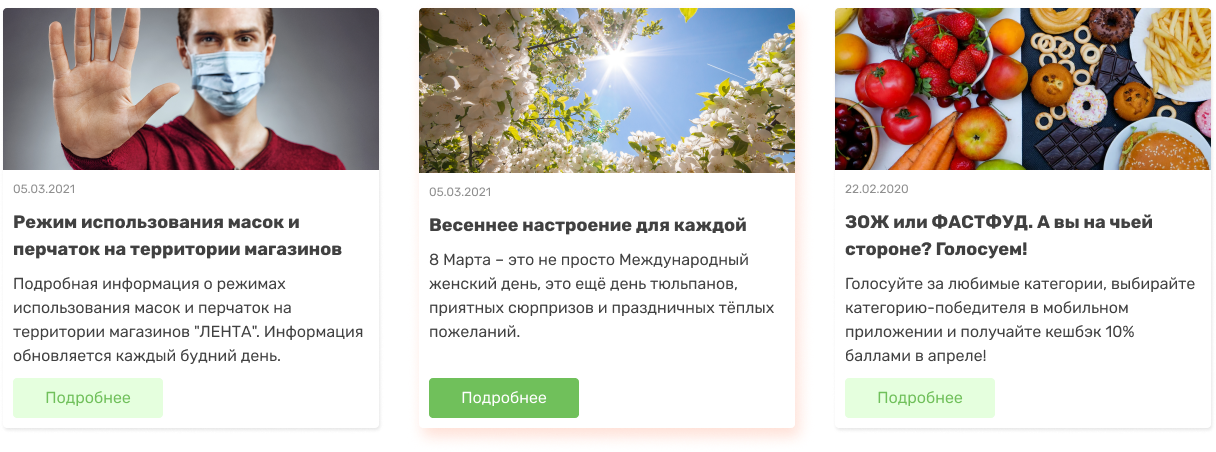 05.03.2021
Режим использования масок и
перчаток на территории магазинов
Подробная информация о режимах
использования масок и перчаток на
территории магазинов "ЛЕНТА". Информация
обновляется каждый будний день.
Подробнее
05.03.2021
Весеннее настроение для каждой
8 Марта – это не просто Международный
женский день, это ещё день тюльпанов,
приятных сюрпризов и праздничных тёплых
пожеланий.
Подробнее
22.02.2020
ЗОЖ или ФАСТФУД. А вы на чьей
стороне? Голосуем!
Голосуйте за любимые категории, выбирайте
категорию-победителя в мобильном
приложении и получайте кешбэк 10%
баллами в апреле!
Подробнее